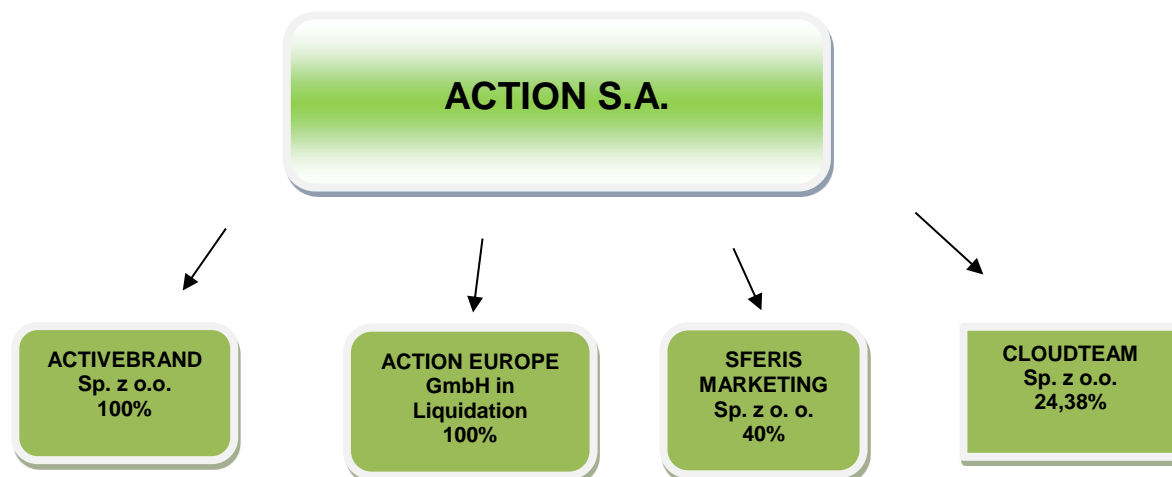 ACTION S.A.
ACTIVEBRAND
Sp. z o.o.
100%
ACTION EUROPE
GmbH in
Liquidation
100%
SFERIS
MARKETING
Sp. z o. o.
40%
CLOUDTEAM
Sp. z o.o.
24,38%